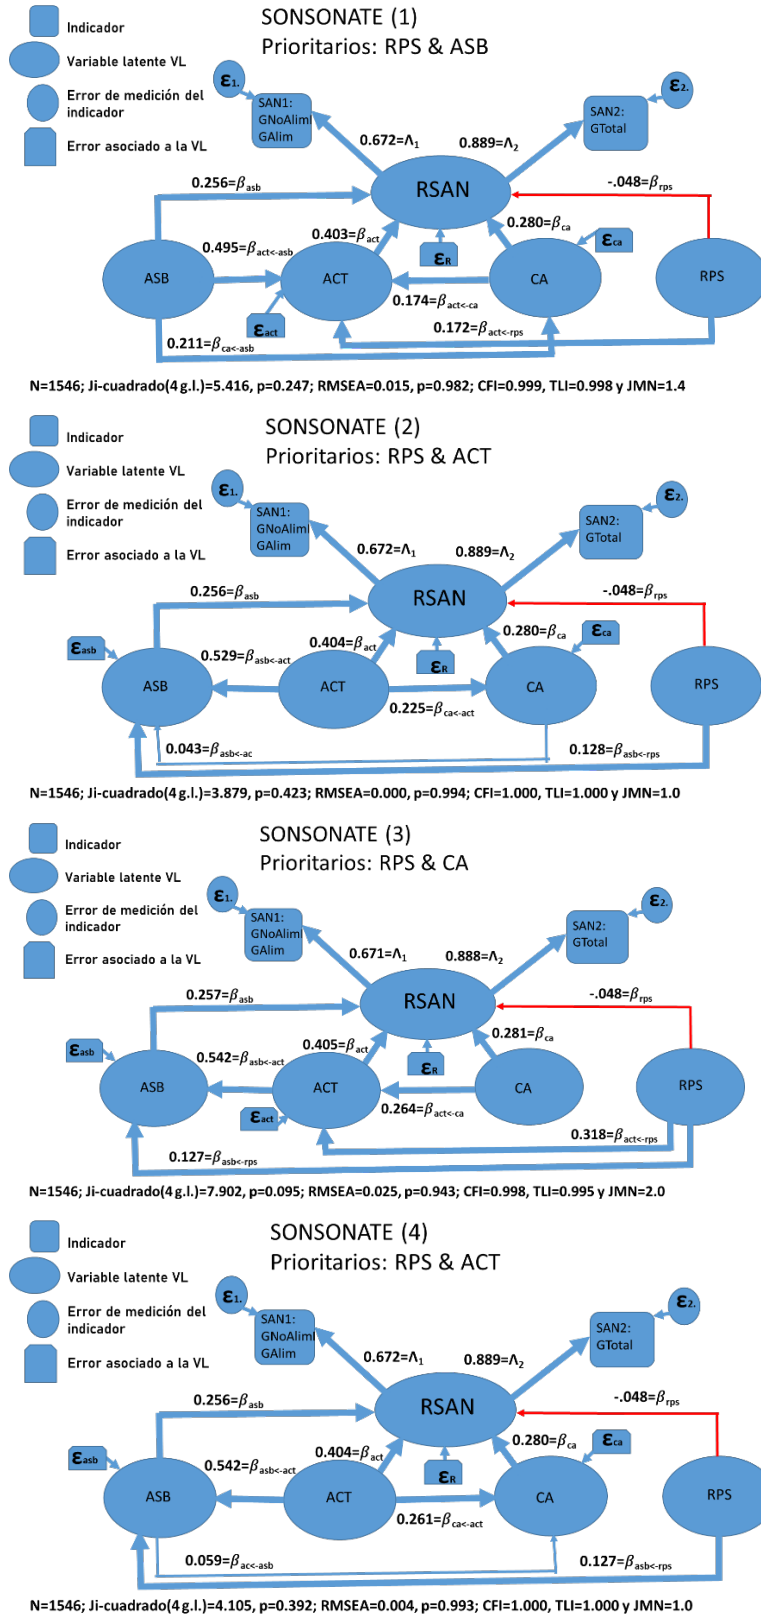 SONSONATE (1)
Prioritarios: RPS & ASB
Indicador
Variable latente VL
Error de medición del
indicador
Error asociado a la VL
ε1.
SAN1:
GNoAliml
GAlim
ε2.
SAN2:
GTotal
0.672=Λ1
0.889=Λ2
RSAN
0.256=βasb
-.048=βrps
0.403=βact
0.280=βca
εR
εca
0.495=βact<-asb
ASB
ACT
CA
RPS
0.174=βact<-ca
εact
0.172=βact<-rps
0.211=βca<-asb
N=1546; Ji-cuadrado(4 g.l.)=5.416, p=0.247; RMSEA=0.015, p=0.982; CFI=0.999, TLI=0.998 y JMN=1.4
SONSONATE (2)
Prioritarios: RPS & ACT
Indicador
Variable latente VL
Error de medición del
indicador
Error asociado a la VL
ε1.
SAN1:
GNoAliml
GAlim
ε2.
SAN2:
GTotal
0.672=Λ1
0.889=Λ2
RSAN
0.256=βasb
-.048=βrps
0.404=βact
0.280=βca
εasb
εR
εca
0.529=βasb<-act
ASB
ACT
CA
RPS
0.225=βca<-act
0.043=βasb<-ac
0.128=βasb<-rps
N=1546; Ji-cuadrado(4 g.l.)=3.879, p=0.423; RMSEA=0.000, p=0.994; CFI=1.000, TLI=1.000 y JMN=1.0
SONSONATE (3)
Prioritarios: RPS & CA
Indicador
Variable latente VL
Error de medición del
indicador
Error asociado a la VL
ε1.
SAN1:
GNoAliml
GAlim
ε2.
SAN2:
GTotal
0.671=Λ1
0.888=Λ2
RSAN
0.257=βasb
-.048=βrps
0.405=βact
0.281=βca
εasb
εR
0.542=βasb<-act
ASB
ACT
CA
RPS
0.264=βact<-ca
εact
0.318=βact<-rps
0.127=βasb<-rps
N=1546; Ji-cuadrado(4 g.l.)=7.902, p=0.095; RMSEA=0.025, p=0.943; CFI=0.998, TLI=0.995 y JMN=2.0
SONSONATE (4)
Prioritarios: RPS & ACT
Indicador
Variable latente VL
Error de medición del
indicador
Error asociado a la VL
ε1.
SAN1:
GNoAliml
GAlim
ε2.
SAN2:
GTotal
0.672=Λ1
0.889=Λ2
RSAN
0.256=βasb
-.048=βrps
0.404=βact
0.280=βca
εasb
εR
εca
0.542=βasb<-act
ASB
ACT
CA
RPS
0.261=βca<-act
0.059=βac<-asb
0.127=βasb<-rps
N=1546; Ji-cuadrado(4 g.l.)=4.105, p=0.392; RMSEA=0.004, p=0.993; CFI=1.000, TLI=1.000 y JMN=1.0